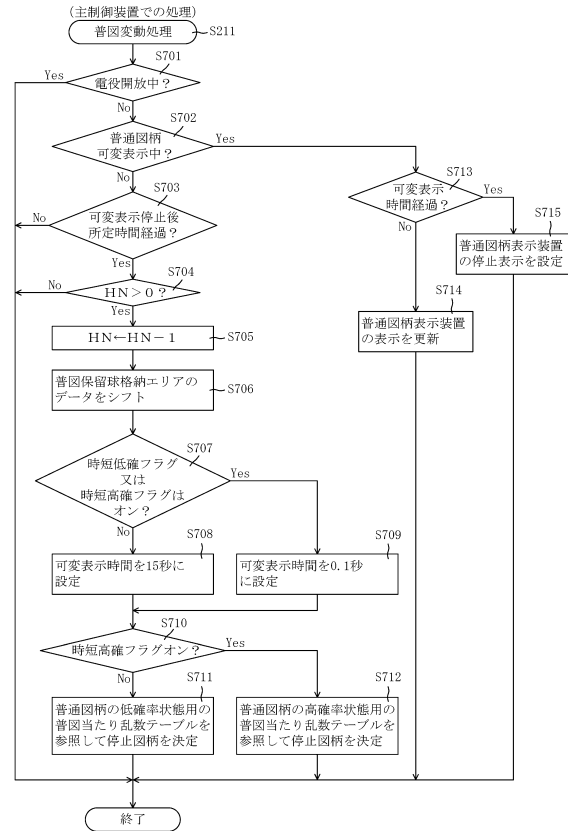 (主制御装置での処理)
普図変動処理
S211
S701
電役開放中?
Yes
No
S702
普通図柄
可変表示中?
Yes
No
S703
可変表示停止後
所定時間経過?
No
Yes
S704
HN>0?
No
Yes
HN←HN-1
S705
普図保留球格納エリアの
データをシフト
S706
S707
時短低確フラグ
又は
時短高確フラグは
オン?
Yes
No
S708
可変表示時間を15秒に
設定
S709
可変表示時間を0.1秒
に設定
S710
時短高確フラグオン?
Yes
No
S711
普通図柄の低確率状態用の
普図当たり乱数テーブルを
参照して停止図柄を決定
S712
普通図柄の高確率状態用の
普図当たり乱数テーブルを
参照して停止図柄を決定
S713
可変表示
時間経過?
Yes
No
S714
普通図柄表示装置
の表示を更新
S715
普通図柄表示装置
の停止表示を設定
終了